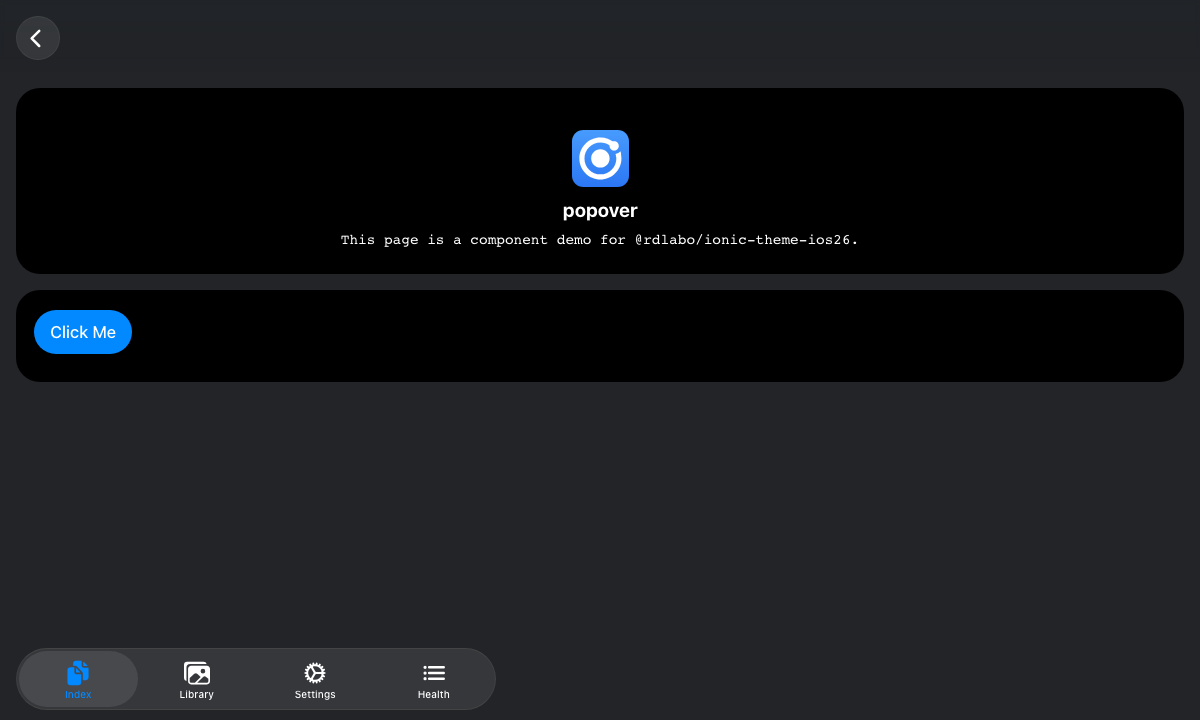 popover
This page is a component demo for @rdlabo/ionic-theme-ios26.
Click Me
Index
Library
Settings
Health